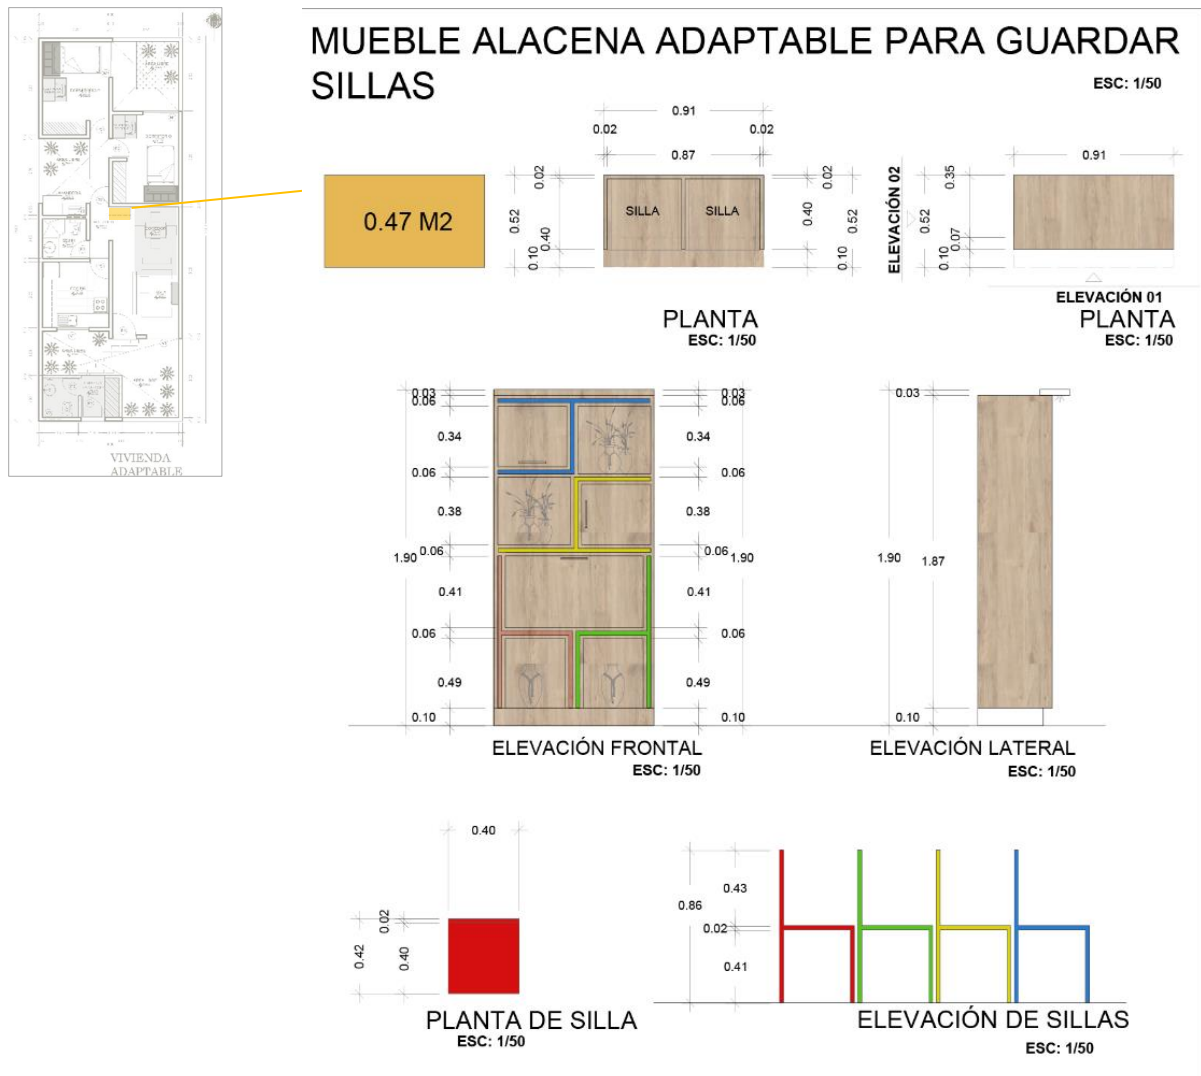 MUEBLE ALACENA ADAPTABLE PARA GUARDAR
SILLAS
ESC: 1/50
VIVIENDA
ADAPTABLE
0.47 M2
0.91
0.02
0.02
0.87
0.02
0.52
0.40
0.10
SILLA
SILLA
0.02
0.40
0.52
0.10
PLANTA
ESC: 1/50
ELEVACIÓN 02
0.91
0.35
0.52
0.07
0.10
ELEVACIÓN 01
PLANTA
ESC: 1/50
0.03
0.06
0.34
0.06
0.38
0.06
1.90
0.41
0.06
0.49
0.10
0.03
0.06
0.34
0.06
0.38
0.06
1.90
0.41
0.06
0.49
0.10
ELEVACIÓN FRONTAL
ESC: 1/50
0.03
1.90
1.87
0.10
ELEVACIÓN LATERAL
ESC: 1/50
0.40
0.02
0.42
0.40
PLANTA DE SILLA
ESC: 1/50
0.43
0.86
0.02
0.41
ELEVACIÓN DE SILLAS
ESC: 1/50